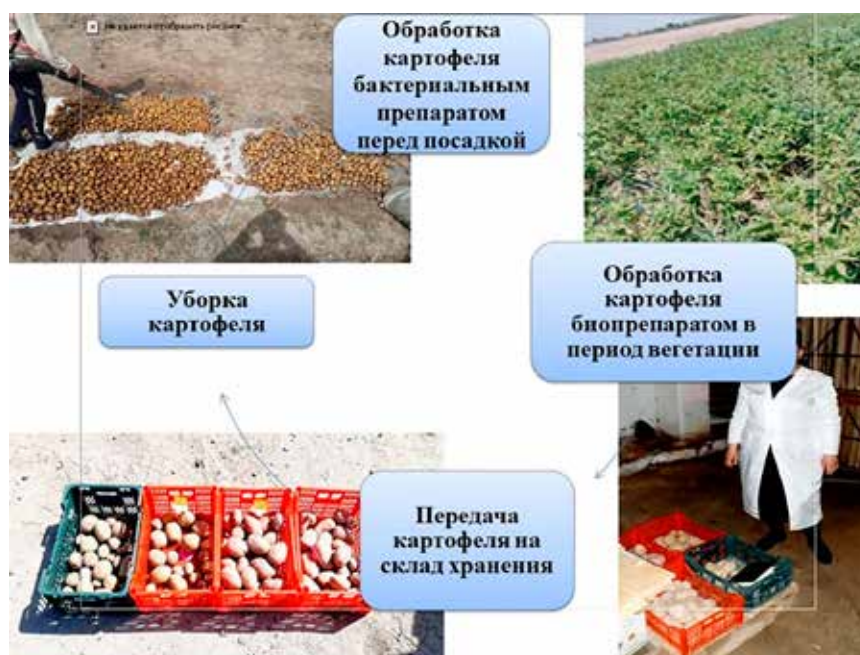 Обработка
картофеля
бактериальным
препаратом
перед посадкой
Уборка
картофеля
Обработка
картофеля
биопрепаратом в
период вегетации
Передача
картофеля на
склад хранения